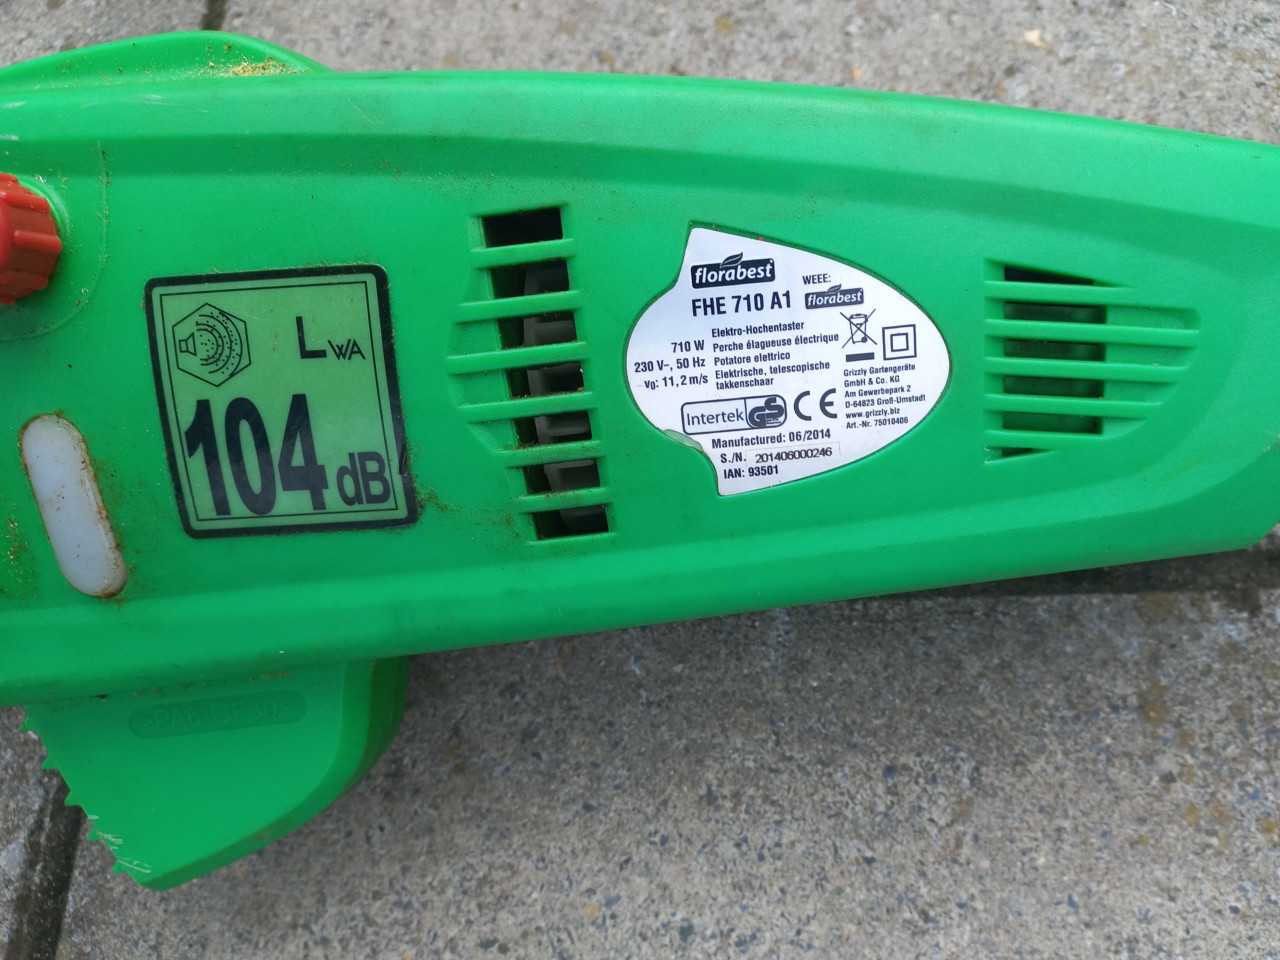 LWA
104 dB
florabest
WEEE:
florabest
FHE 710 A1
710 W
230 V~, 50 Hz
v₀: 11,2 m/s
Elektro-Hochentaster
Perche élagueuse électrique
Potatore elettrico
Elektrische, telescopische
takkenschaar
Grizzly Gartengeräte
GmbH & Co. KG
Am Gewerbepark 2
D-64823 Groß-Umstadt
www.grizzly.biz
Art.-Nr. 75010406
Intertek GS CE
Manufactured: 06/2014
S./N. 201406000246
IAN: 93501
>PA6-GF30<